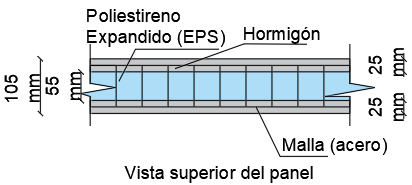 Poliestireno
Expandido (EPS)
Hormigón
105
mm
55
mm
25
mm
25
mm
Malla (acero)
Vista superior del panel